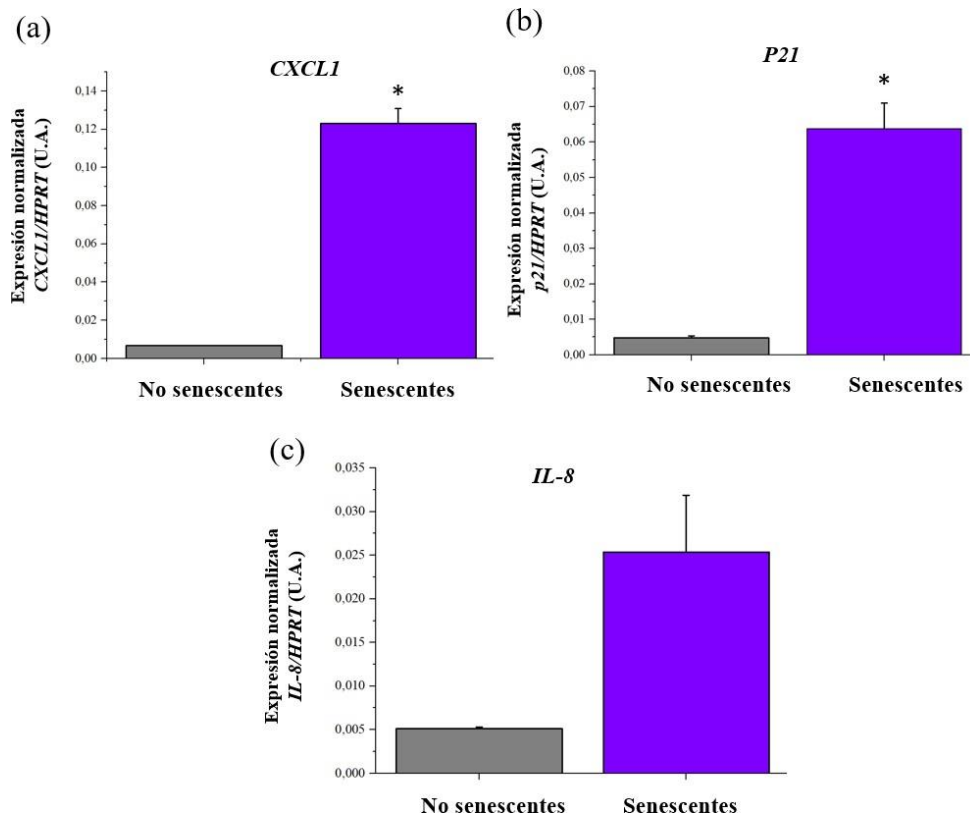 (a)
CXCL1
*
Expresión normalizada
CXCL1/HPRT (U.A.)
0,14
0,12
0,10
0,08
0,06
0,04
0,02
0,00
No senescentes
Senescentes
(b)
P21
*
Expresión normalizada
p21/HPRT (U.A.)
0,08
0,07
0,06
0,05
0,04
0,03
0,02
0,01
0,00
No senescentes
Senescentes
(c)
IL-8
Expresión normalizada
IL-8/HPRT (U.A.)
0,035
0,030
0,025
0,020
0,015
0,010
0,005
0,000
No senescentes
Senescentes